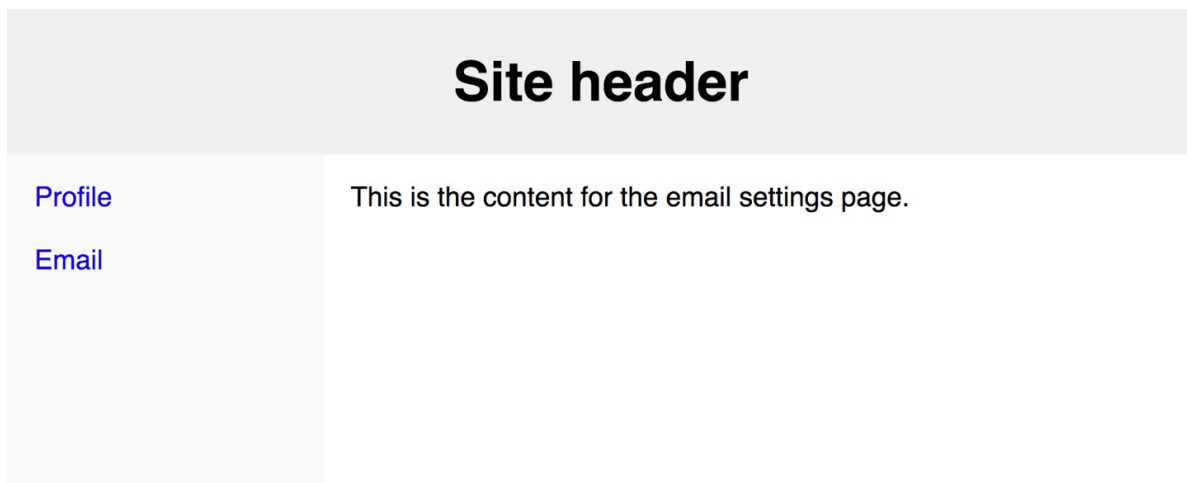 Site header
Profile
Email
This is the content for the email settings page.